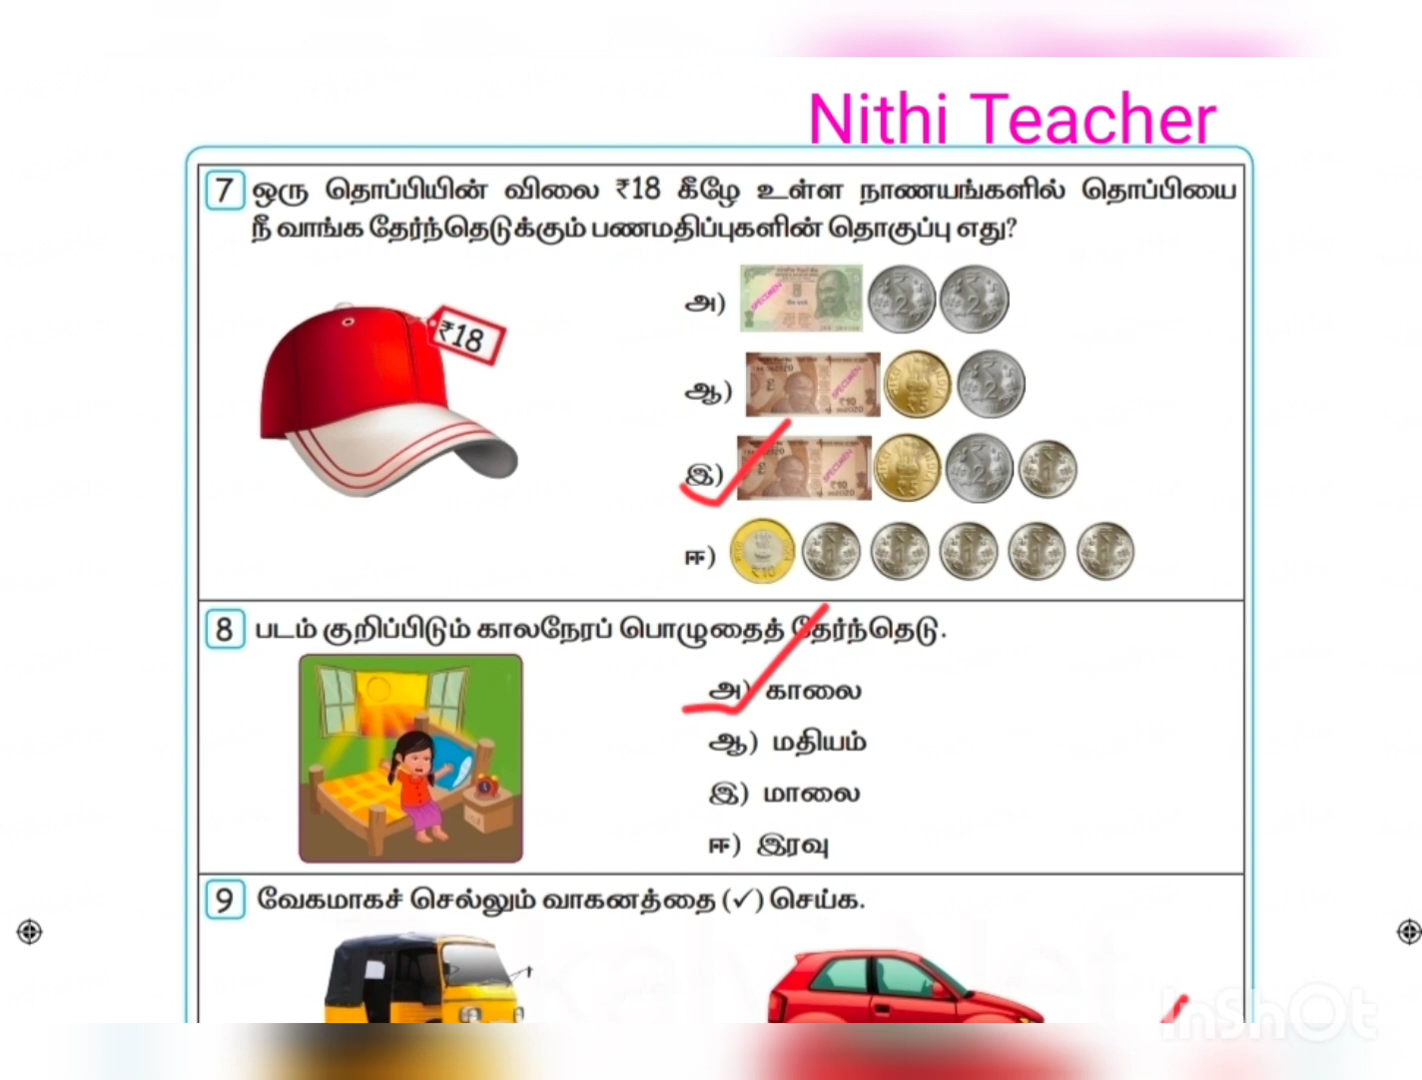 Nithi Teacher
7 ஒரு தொப்பியின் விலை ₹18 கீழே உள்ள நாணயங்களில் தொப்பியை
நீ வாங்க தேர்ந்தெடுக்கும் பணமதிப்புகளின் தொகுப்பு எது?
₹18
அ)
ஆ)
இ)
ஈ)
8 படம் குறிப்பிடும் காலநேரப் பொழுதைத் தேர்ந்தெடு.
அ) காலை
ஆ) மதியம்
இ) மாலை
ஈ) இரவு
9 வேகமாகச் செல்லும் வாகனத்தை (✓) செய்க.
InShOt